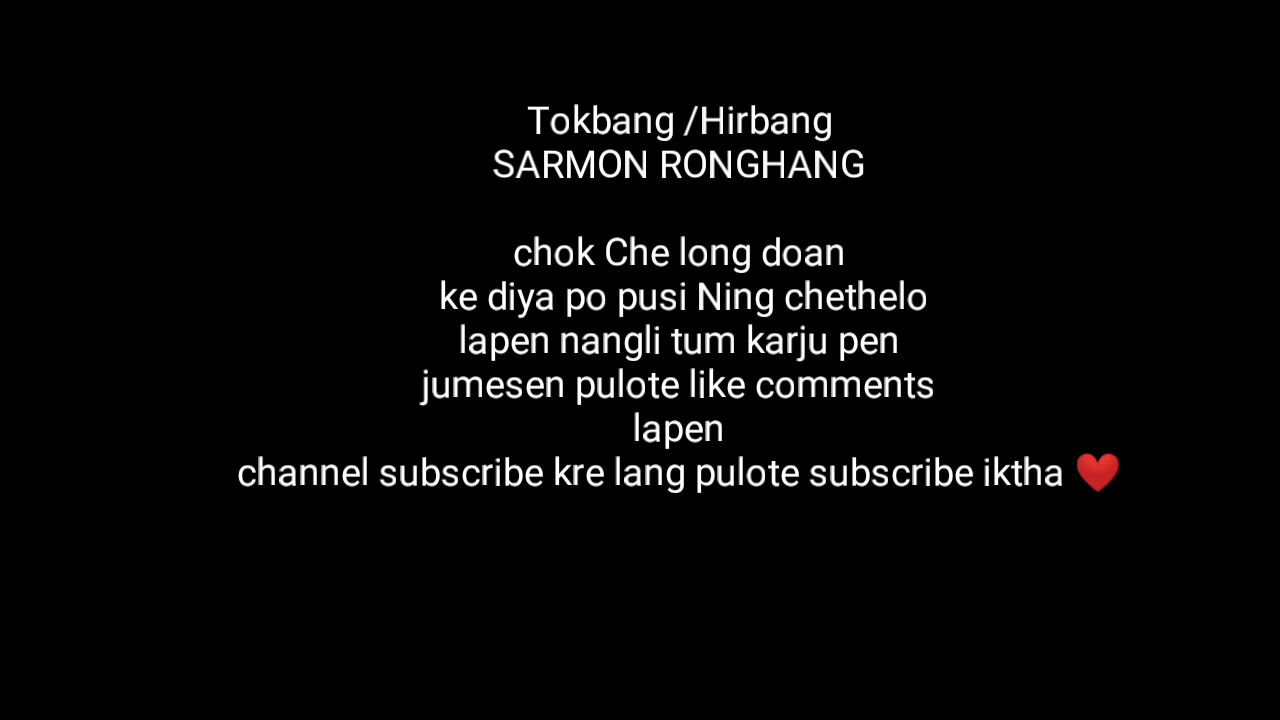 Tokbang /Hirbang
SARMON RONGHANG
chok Che long doan
ke diya po pusi Ning chethelo
lapen nangli tum karju pen
jumesen pulote like comments
lapen
channel subscribe kre lang pulote subscribe iktha ❤️